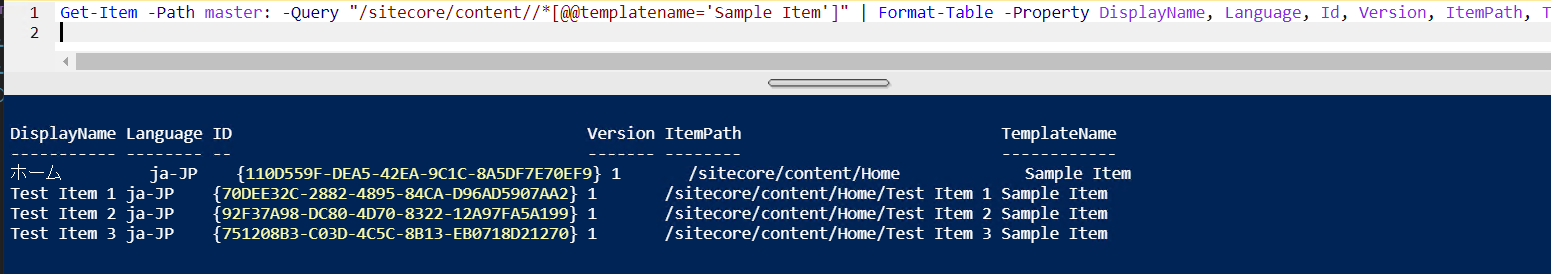 1 Get-Item -Path master: -Query "/sitecore/content//*[@@templatename='Sample Item']" | Format-Table -Property DisplayName, Language, Id, Version, ItemPath, T
2
DisplayName Language ID Version ItemPath TemplateName
----------- -------- -- ------- -------- ------------
ホーム ja-JP {110D559F-DEA5-42EA-9C1C-8A5DF7E70EF9} 1 /sitecore/content/Home Sample Item
Test Item 1 ja-JP {70DEE32C-2882-4895-84CA-D96AD5907AA2} 1 /sitecore/content/Home/Test Item 1 Sample Item
Test Item 2 ja-JP {92F37A98-DC80-4D70-8322-12A97FA5A199} 1 /sitecore/content/Home/Test Item 2 Sample Item
Test Item 3 ja-JP {751208B3-C03D-4C5C-8B13-EB0718D21270} 1 /sitecore/content/Home/Test Item 3 Sample Item